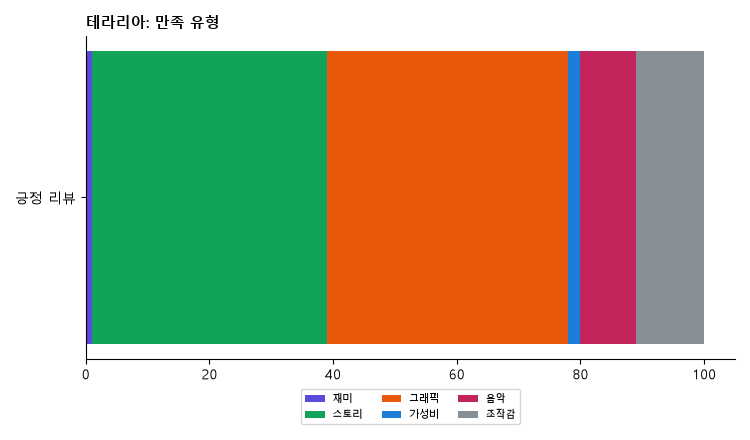 테라리아: 만족 유형
긍정 리뷰
0 20 40 60 80 100
재미 그래픽 음악
스토리 가성비 조작감